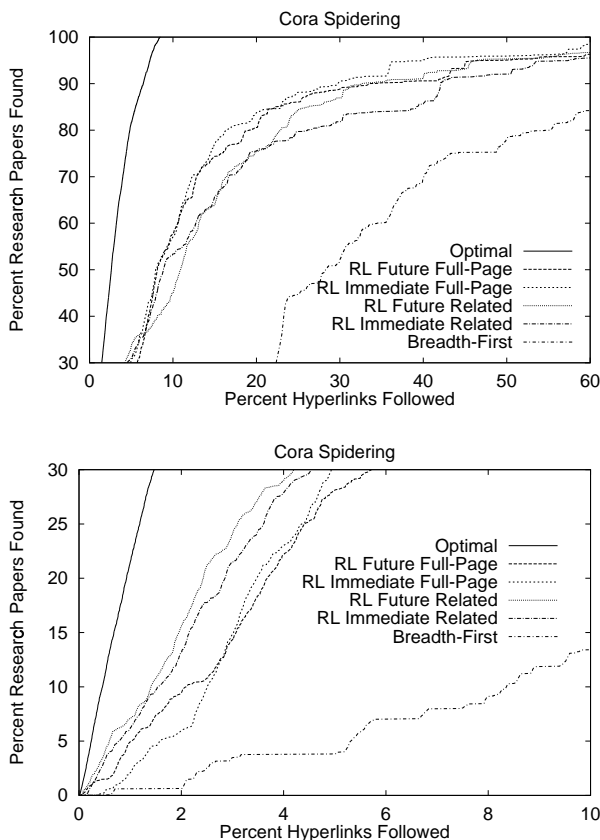 Cora Spidering
100
90
80
70
60
50
40
30
Percent Research Papers Found
Optimal
RL Future Full-Page
RL Immediate Full-Page
RL Future Related
RL Immediate Related
Breadth-First
0 10 20 30 40 50 60
Percent Hyperlinks Followed
Cora Spidering
30
25
20
15
10
5
0
Percent Research Papers Found
Optimal
RL Future Full-Page
RL Immediate Full-Page
RL Future Related
RL Immediate Related
Breadth-First
0 2 4 6 8 10
Percent Hyperlinks Followed